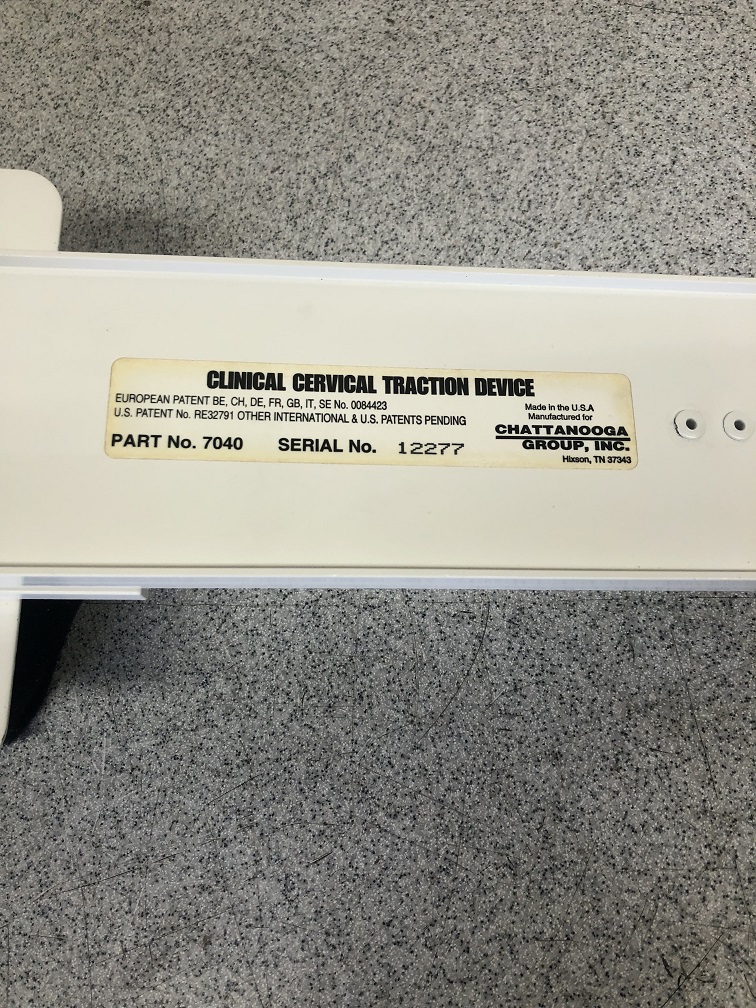 CLINICAL CERVICAL TRACTION DEVICE
EUROPEAN PATENT BE, CH, DE, FR, GB, IT, SE No. 0084423
U.S. PATENT No. RE32791 OTHER INTERNATIONAL & U.S. PATENTS PENDING
PART No. 7040 SERIAL No. 12277
Made in the U.S.A
Manufactured for
CHATTANOOGA
GROUP, INC.
Hixson, TN 37343